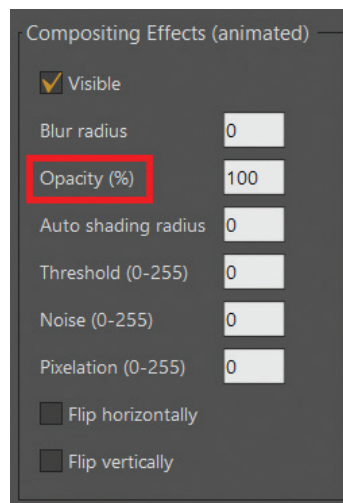 Compositing Effects (animated)
Visible
Blur radius 0
Opacity (%) 100
Auto shading radius 0
Threshold (0-255) 0
Noise (0-255) 0
Pixelation (0-255) 0
Flip horizontally
Flip vertically